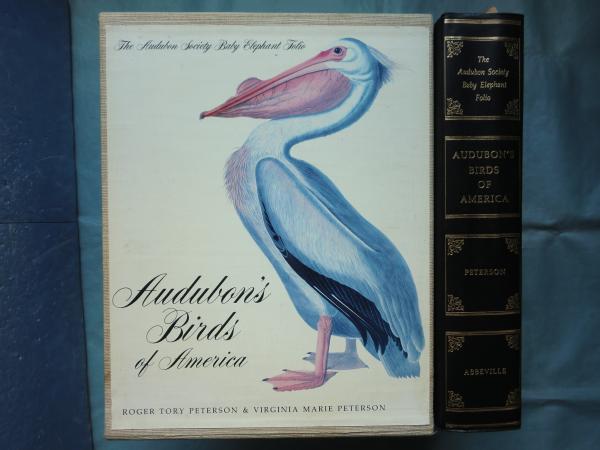 The Audubon Society Baby Elephant Folio
Audubon's
Birds
of America
ROGER TORY PETERSON & VIRGINIA MARIE PETERSON
The
Audubon Society
Baby Elephant
Folio
AUDUBON'S
BIRDS
OF
AMERICA
PETERSON
ABBEVILLE